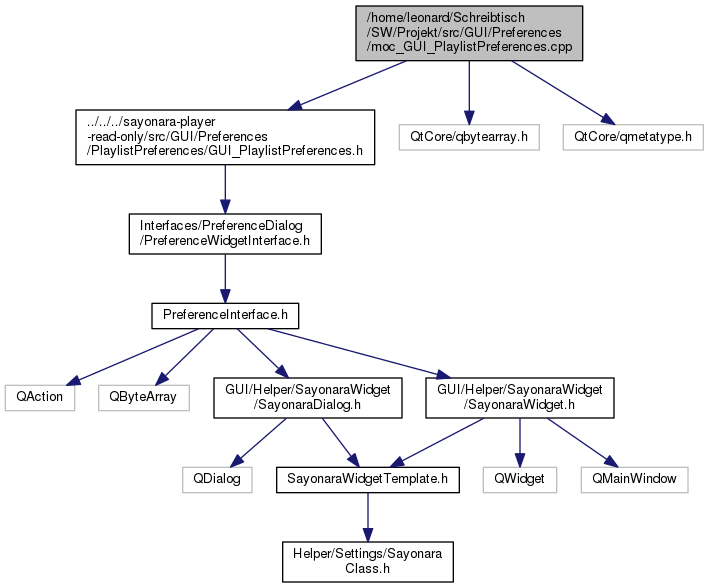 /home/leonard/Schreibtisch
/SW/Projekt/src/GUI/Preferences
/moc_GUI_PlaylistPreferences.cpp
../../../sayonara-player
-read-only/src/GUI/Preferences
/PlaylistPreferences/GUI_PlaylistPreferences.h
QtCore/qbytearray.h
QtCore/qmetatype.h
Interfaces/PreferenceDialog
/PreferenceWidgetInterface.h
PreferenceInterface.h
QAction
QByteArray
GUI/Helper/SayonaraWidget
/SayonaraDialog.h
GUI/Helper/SayonaraWidget
/SayonaraWidget.h
QDialog
SayonaraWidgetTemplate.h
QWidget
QMainWindow
Helper/Settings/Sayonara
Class.h